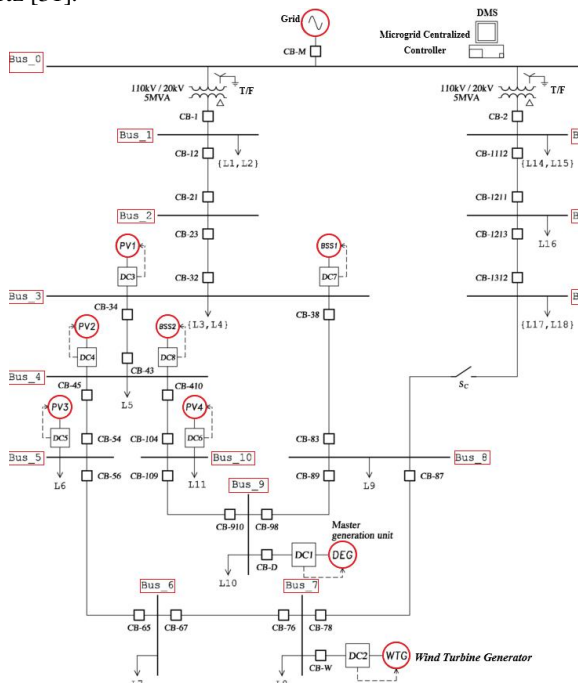 Grid
DMS
Microgrid Centralized
Controller
CB-M
Bus_0
110kV / 20kV
5MVA
T/F
110kV / 20kV
5MVA
T/F
CB-1
CB-2
Bus_1
CB-12
{L1,L2}
CB-1112
{L14,L15}
CB-21
CB-1211
Bus_2
CB-23
CB-1213
L16
PV1
BSS1
DC3
CB-32
DC7
CB-1312
Bus_3
CB-34
{L3,L4}
CB-38
{L17,L18}
PV2
BSS2
DC4
DC8
CB-43
Bus_4
CB-45
L5
CB-410
SC
PV3
PV4
DC5
CB-54
CB-104
DC6
CB-83
Bus_5
Bus_10
Bus_8
CB-56
L6
CB-109
L11
CB-89
L9
CB-87
Bus_9
CB-910
CB-98
Master
generation unit
L10
CB-D
DC1
DEG
Bus_6
Bus_7
CB-65
CB-67
CB-76
CB-78
CB-W
DC2
WTG
Wind Turbine Generator